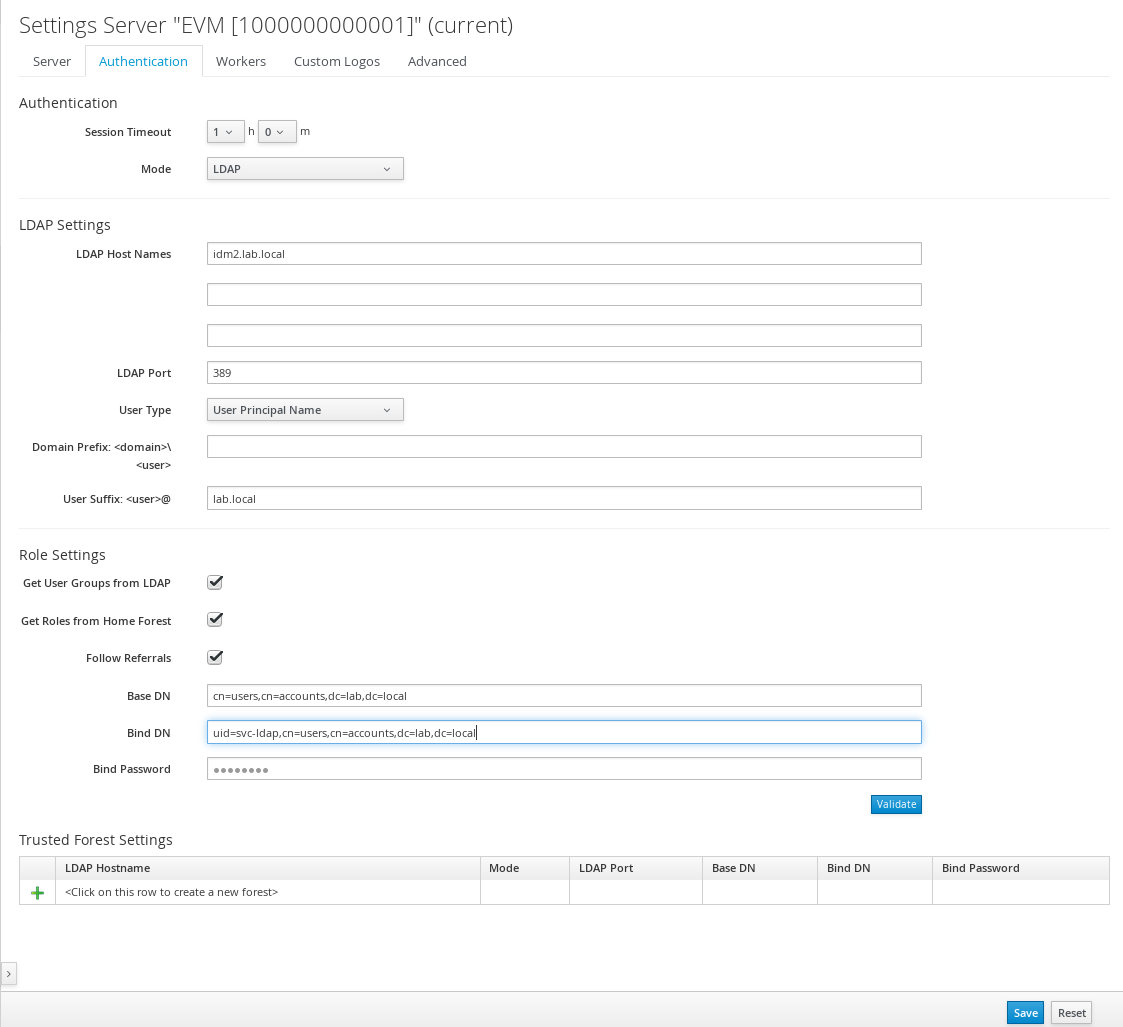 Settings Server "EVM [1000000000001]" (current)
Server Authentication Workers Custom Logos Advanced
Authentication
Session Timeout 1 h 0 m
Mode LDAP
LDAP Settings
LDAP Host Names idm2.lab.local
LDAP Port 389
User Type User Principal Name
Domain Prefix: <domain>\
<user>
User Suffix: <user>@ lab.local
Role Settings
Get User Groups from LDAP
Get Roles from Home Forest
Follow Referrals
Base DN cn=users,cn=accounts,dc=lab,dc=local
Bind DN uid=svc-ldap,cn=users,cn=accounts,dc=lab,dc=local
Bind Password ●●●●●●●●
Validate
Trusted Forest Settings
LDAP Hostname Mode LDAP Port Base DN Bind DN Bind Password
<Click on this row to create a new forest>
Save Reset